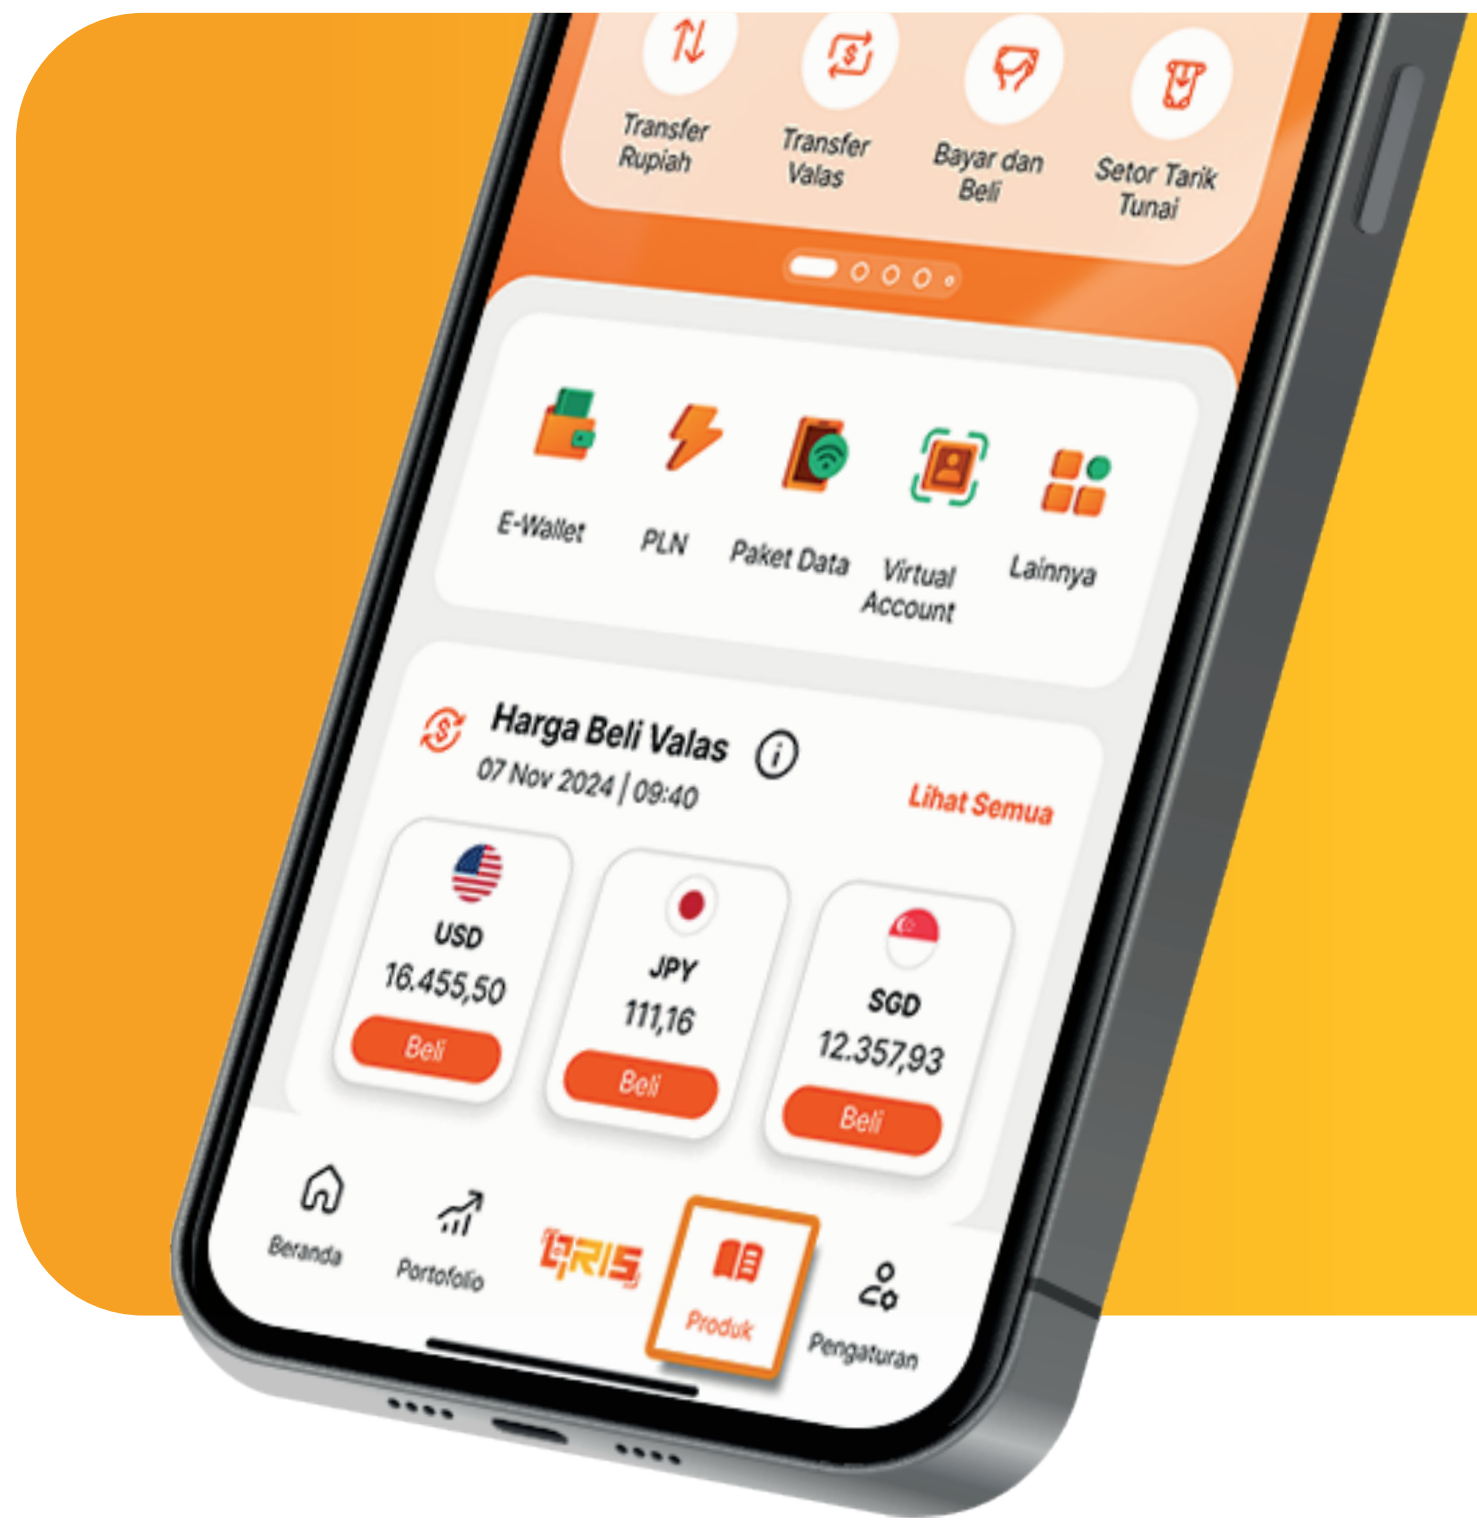 Transfer
Rupiah
Transfer
Valas
Bayar dan
Beli
Setor Tarik
Tunai
E-Wallet
PLN
Paket Data
Virtual
Account
Lainnya
Harga Beli Valas
07 Nov 2024 | 09:40
Lihat Semua
USD
16.455,50
Beli
JPY
111,16
Beli
SGD
12.357,93
Beli
Beranda
Portofolio
QRIS
Produk
Pengaturan